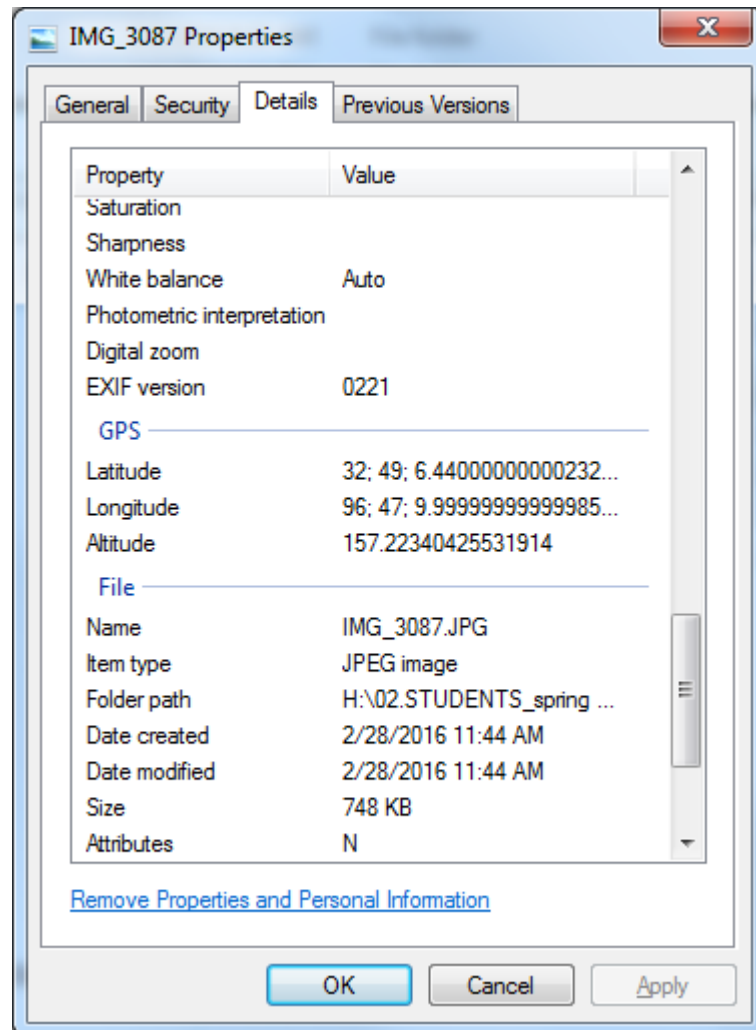 IMG_3087 Properties
General Security Details Previous Versions
Property Value
Saturation
Sharpness
White balance Auto
Photometric interpretation
Digital zoom
EXIF version 0221
GPS
Latitude 32; 49; 6.44000000000232...
Longitude 96; 47; 9.99999999999985...
Altitude 157.22340425531914
File
Name IMG_3087.JPG
Item type JPEG image
Folder path H:\02.STUDENTS_spring ...
Date created 2/28/2016 11:44 AM
Date modified 2/28/2016 11:44 AM
Size 748 KB
Attributes N
Remove Properties and Personal Information
OK Cancel Apply